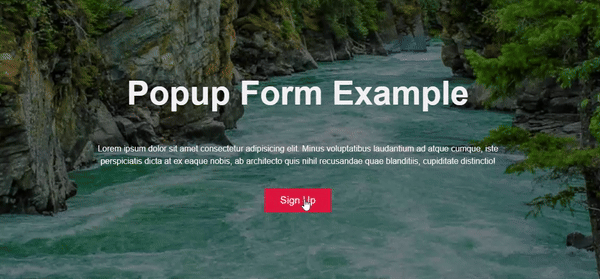 Popup Form Example
Lorem ipsum dolor sit amet consectetur adipisicing elit. Minus voluptatibus laudantium at atque cumque, iste
perspiciatis dicta at ex eaque nobis, ab architecto quis nihil recusandae quae blanditiis, cupiditate distinctio!
Sign Up